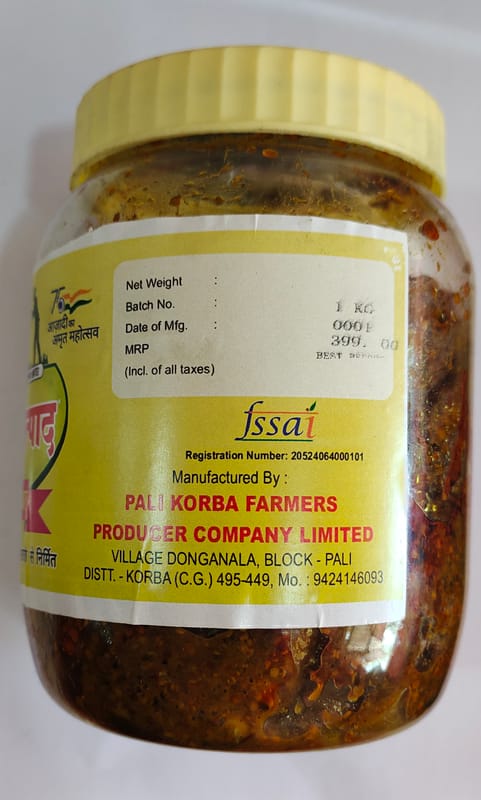 75
आज़ादी का
अमृत महोत्सव
Net Weight :
Batch No. :
Date of Mfg. :
MRP
(Incl. of all taxes)
1 KG
0001
399. 00
BEST BEFORE
fssai
Registration Number: 20524064000101
Manufactured By :
PALI KORBA FARMERS
PRODUCER COMPANY LIMITED
VILLAGE DONGANALA, BLOCK - PALI
DISTT. - KORBA (C.G.) 495-449, Mo. : 9424146093
से निर्मित